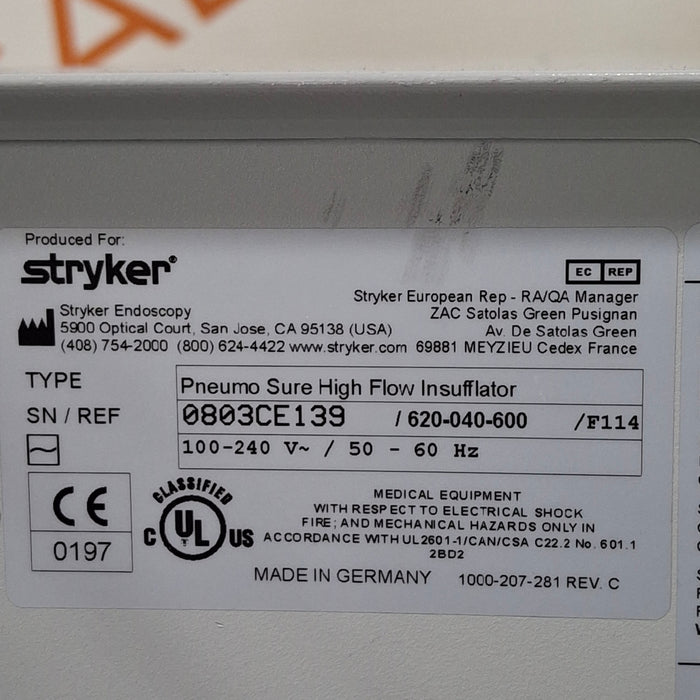 Produced For:
stryker®
EC REP
Stryker European Rep - RA/QA Manager
ZAC Satolas Green Pusignan
Av. De Satolas Green
69881 MEYZIEU Cedex France
Stryker Endoscopy
5900 Optical Court, San Jose, CA 95138 (USA)
(408) 754-2000 (800) 624-4422 www.stryker.com
TYPE Pneumo Sure High Flow Insufflator
SN / REF 0803CE139 / 620-040-600 /F114
100-240 V~ / 50 - 60 Hz
CE
0197
CLASSIFIED
C UL US
MEDICAL EQUIPMENT
WITH RESPECT TO ELECTRICAL SHOCK
FIRE; AND MECHANICAL HAZARDS ONLY IN
ACCORDANCE WITH UL2601-1/CAN/CSA C22.2 No. 601.1
2BD2
MADE IN GERMANY 1000-207-281 REV. C